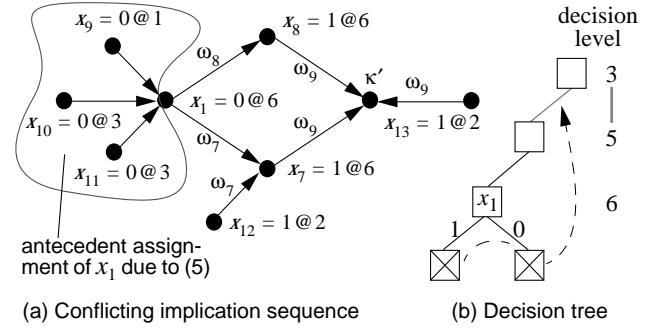 x9 = 0@1
x8 = 1@6
decision
level
ω8
ω9
κ′
ω9
3
x1 = 0@6
x10 = 0@3
x13 = 1@2
ω7
ω9
5
x11 = 0@3
ω7
x7 = 1@6
x1
6
x12 = 1@2
1
0
antecedent assign-
ment of x1 due to (5)
(a) Conflicting implication sequence
(b) Decision tree